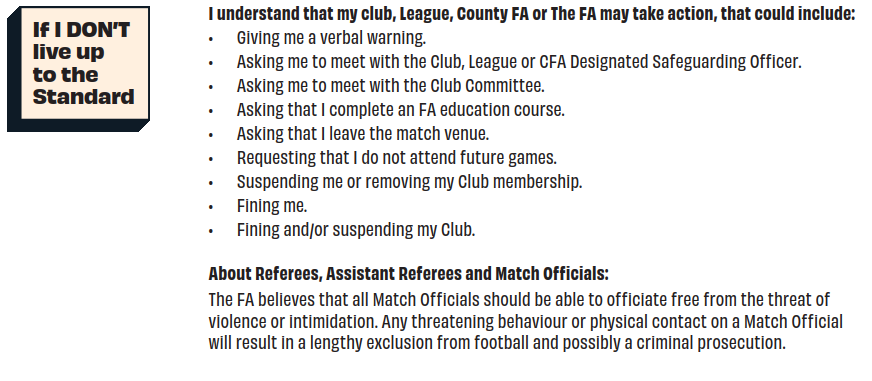 If I DON'T
live up
to the
Standard
I understand that my club, League, County FA or The FA may take action, that could include:
• Giving me a verbal warning.
• Asking me to meet with the Club, League or CFA Designated Safeguarding Officer.
• Asking me to meet with the Club Committee.
• Asking that I complete an FA education course.
• Asking that I leave the match venue.
• Requesting that I do not attend future games.
• Suspending me or removing my Club membership.
• Fining me.
• Fining and/or suspending my Club.
About Referees, Assistant Referees and Match Officials:
The FA believes that all Match Officials should be able to officiate free from the threat of
violence or intimidation. Any threatening behaviour or physical contact on a Match Official
will result in a lengthy exclusion from football and possibly a criminal prosecution.